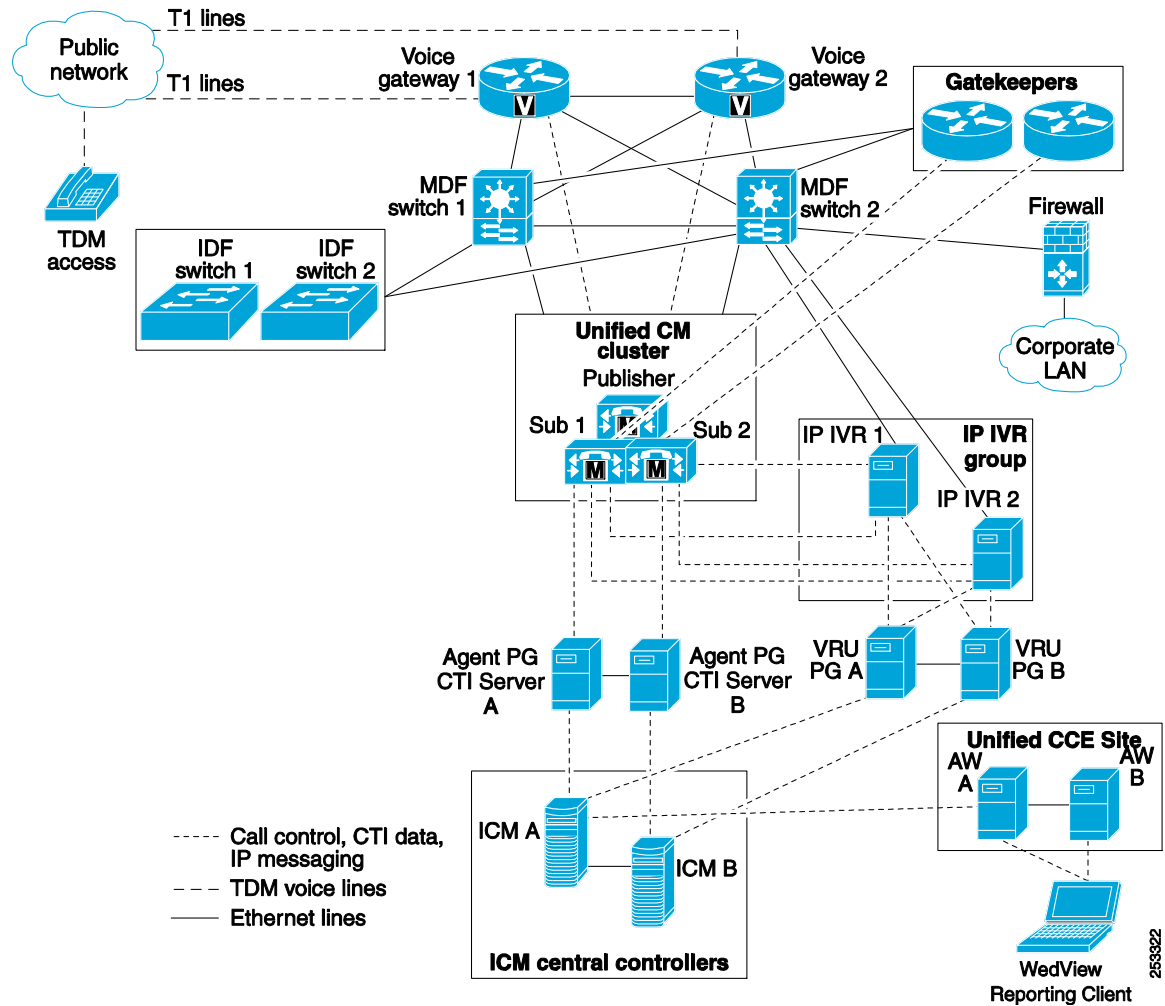 T1 lines
Public
network
T1 lines
Voice
gateway 1
V
Voice
gateway 2
V
Gatekeepers
TDM
access
MDF
switch 1
MDF
switch 2
Firewall
IDF
switch 1
IDF
switch 2
Corporate
LAN
Unified CM
cluster
Publisher
M
Sub 1
M
Sub 2
M
IP IVR 1
IP IVR
group
IP IVR 2
Agent PG
CTI Server
A
Agent PG
CTI Server
B
VRU
PG A
VRU
PG B
Unified CCE Site
AW
A
AW
B
ICM A
ICM B
ICM central controllers
Call control, CTI data,
IP messaging
TDM voice lines
Ethernet lines
WedView
Reporting Client
253322